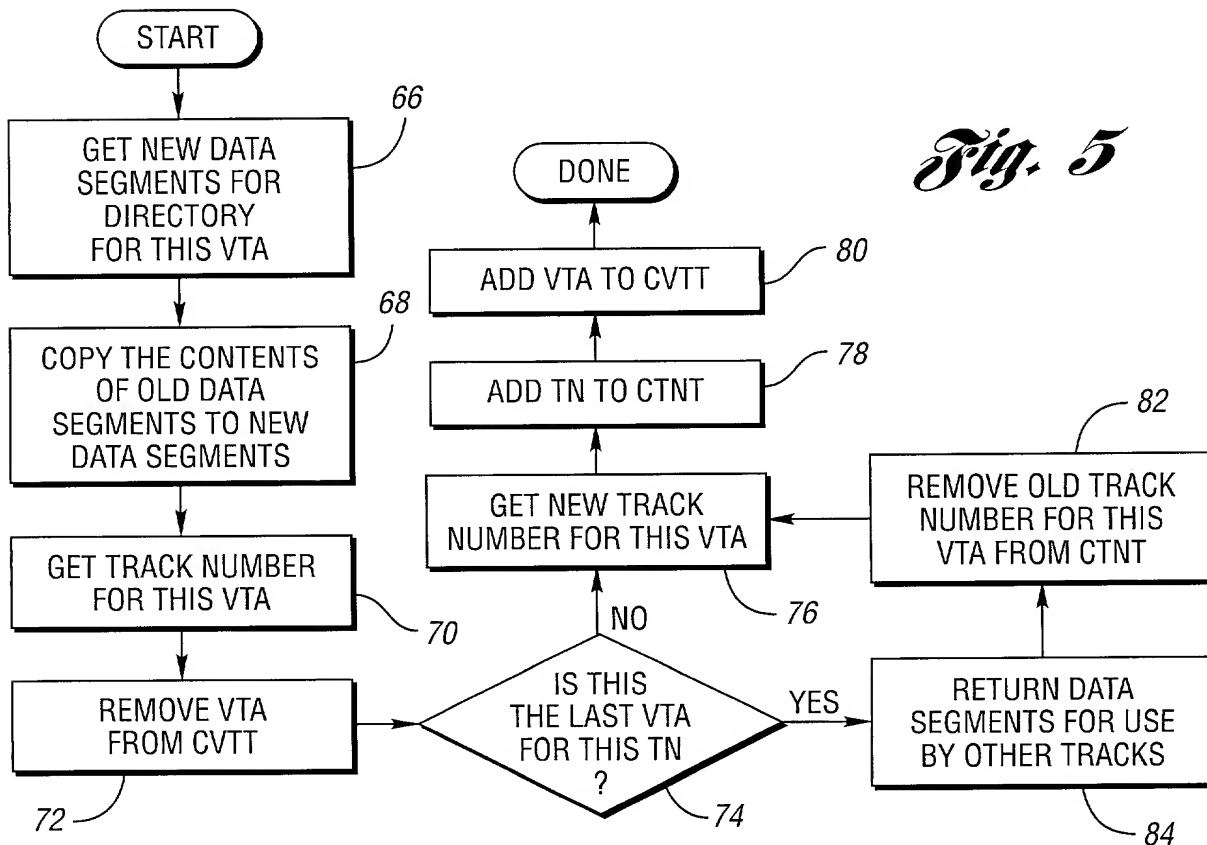 START
66
GET NEW DATA
SEGMENTS FOR
DIRECTORY
FOR THIS VTA
68
COPY THE CONTENTS
OF OLD DATA
SEGMENTS TO NEW
DATA SEGMENTS
GET TRACK NUMBER
FOR THIS VTA
70
REMOVE VTA
FROM CVTT
72
Fig. 5
DONE
80
ADD VTA TO CVTT
78
ADD TN TO CTNT
GET NEW TRACK
NUMBER FOR THIS VTA
76
NO
IS THIS
THE LAST VTA
FOR THIS TN
?
74
YES
82
REMOVE OLD TRACK
NUMBER FOR THIS
VTA FROM CTNT
RETURN DATA
SEGMENTS FOR USE
BY OTHER TRACKS
84